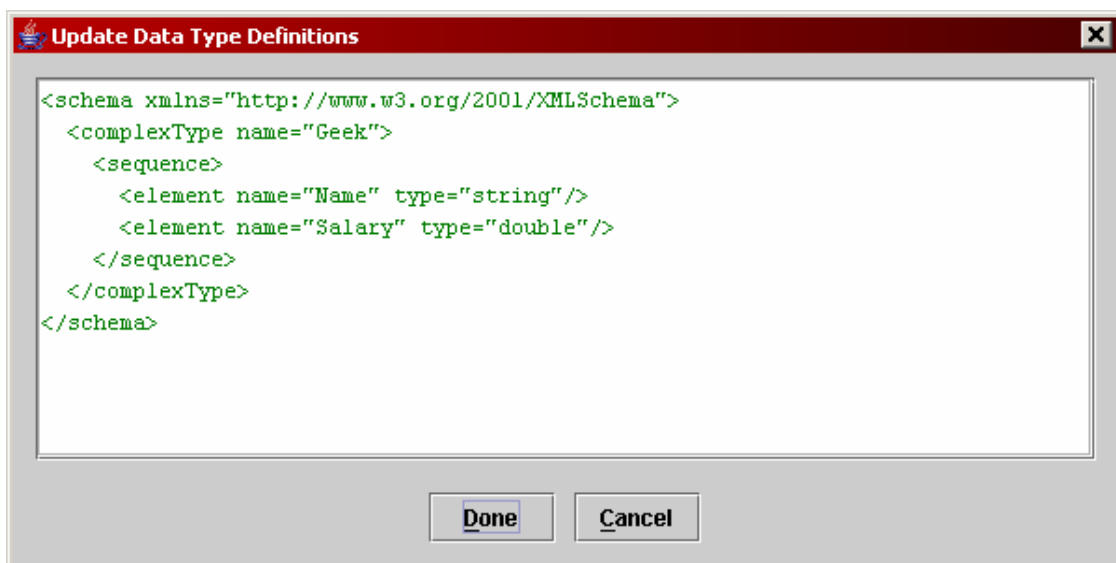 Update Data Type Definitions
<schema xmlns="http://www.w3.org/2001/XMLSchema">
  <complexType name="Geek">
    <sequence>
      <element name="Name" type="string"/>
      <element name="Salary" type="double"/>
    </sequence>
  </complexType>
</schema>
Done Cancel